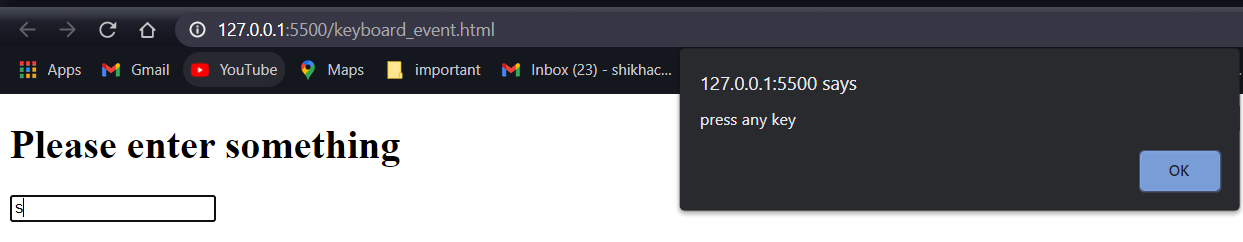 127.0.0.1:5500/keyboard_event.html
Apps Gmail YouTube Maps important Inbox (23) - shikhac...
127.0.0.1:5500 says
press any key
OK
Please enter something
s